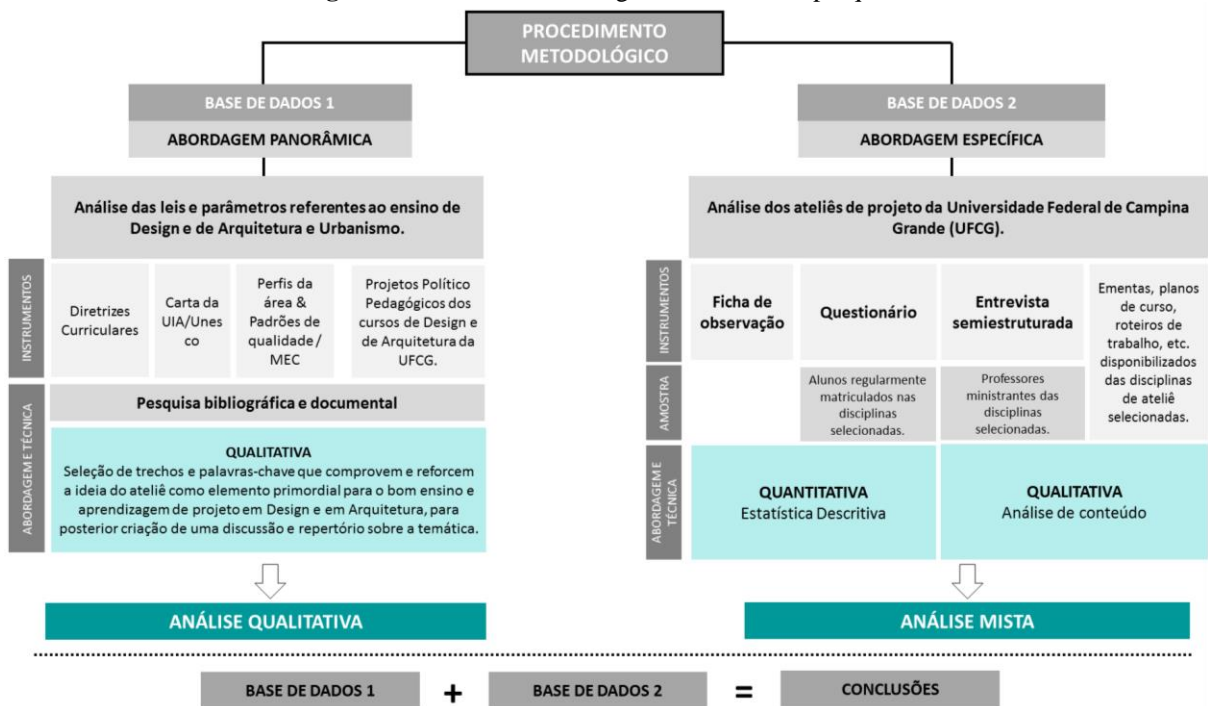 PROCEDIMENTO
METODOLÓGICO
BASE DE DADOS 1
ABORDAGEM PANORÂMICA
Análise das leis e parâmetros referentes ao ensino de
Design e de Arquitetura e Urbanismo.
INSTRUMENTOS
Diretrizes
Curriculares
Carta da
UIA/Unes
co
Perfis da
área &
Padrões de
qualidade/
MEC
Projetos Político
Pedagógicos dos
cursos de Design e
de Arquitetura da
UFCG.
ABORDAGEM E TÉCNICA
Pesquisa bibliográfica e documental
QUALITATIVA
Seleção de trechos e palavras-chave que comprovem e reforcem
a ideia do ateliê como elemento primordial para o bom ensino e
aprendizagem de projeto em Design e em Arquitetura, para
posterior criação de uma discussão e repertório sobre a temática.
ANÁLISE QUALITATIVA
BASE DE DADOS 2
ABORDAGEM ESPECÍFICA
Análise dos ateliês de projeto da Universidade Federal de Campina
Grande (UFCG).
INSTRUMENTOS
Ficha de
observação
Questionário
Entrevista
semiestruturada
Ementas, planos
de curso,
roteiros de
trabalho, etc.
disponibilizados
das disciplinas
de ateliê
selecionadas.
AMOSTRA
Alunos regularmente
matriculados nas
disciplinas
selecionadas.
Professores
ministrantes das
disciplinas
selecionadas.
ABORDAGEM E
TÉCNICA
QUANTITATIVA
Estatística Descritiva
QUALITATIVA
Análise de conteúdo
ANÁLISE MISTA
BASE DE DADOS 1 + BASE DE DADOS 2 = CONCLUSÕES